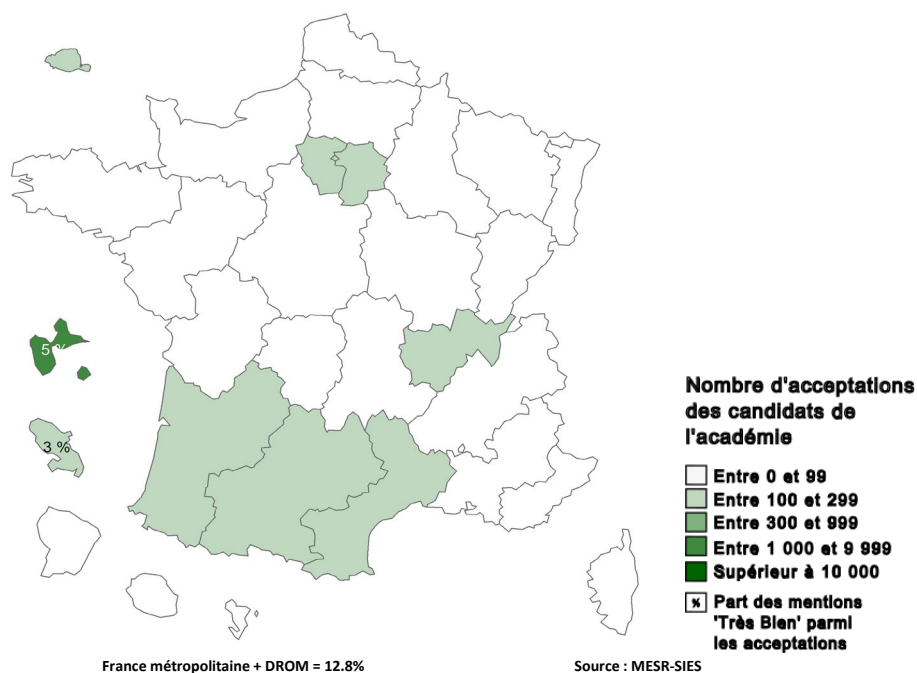 5 %
3 %
Nombre d'acceptations
des candidats de
l'académie
Entre 0 et 99
Entre 100 et 299
Entre 300 et 999
Entre 1 000 et 9 999
Supérieur à 10 000
% Part des mentions
'Très Bien' parmi
les acceptations
France métropolitaine + DROM = 12.8%
Source : MESR-SIES